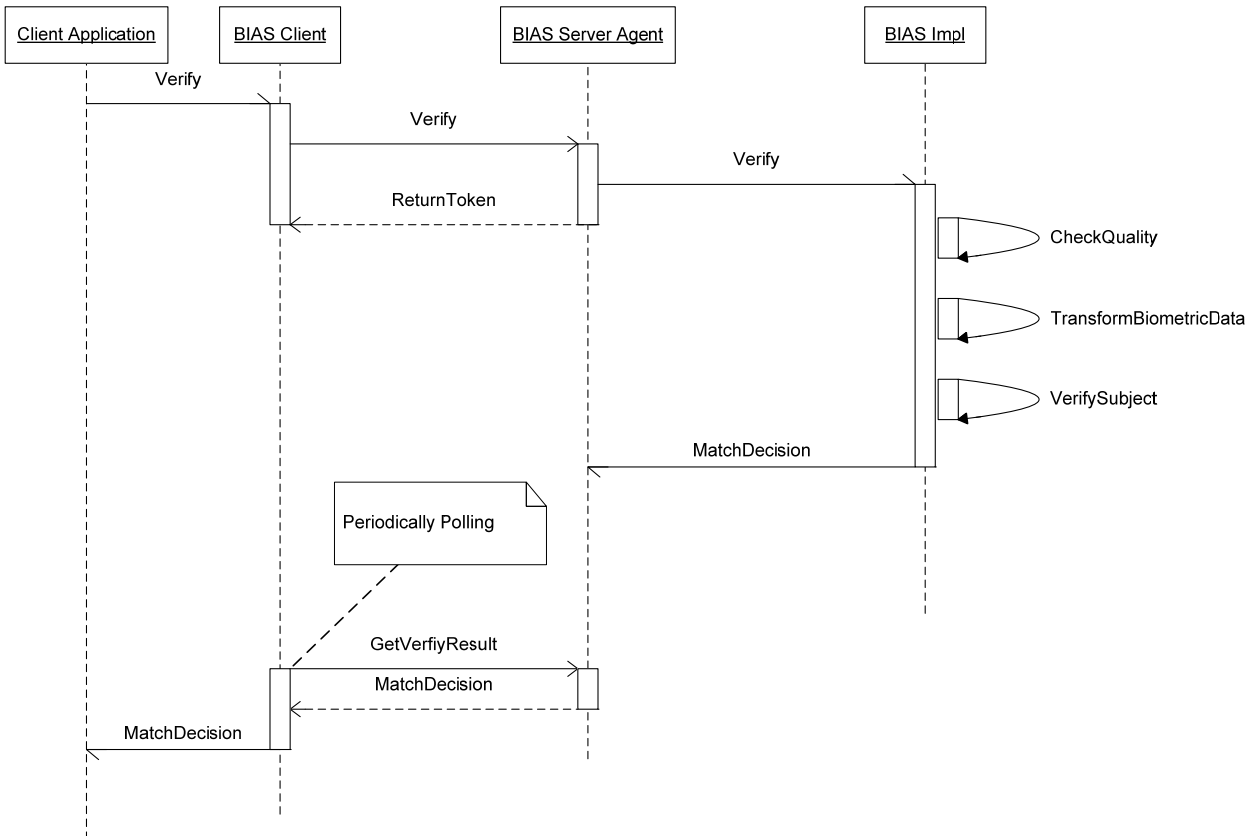 Client Application
BIAS Client
BIAS Server Agent
BIAS Impl
Verify
Verify
Verify
ReturnToken
CheckQuality
TransformBiometricData
VerifySubject
MatchDecision
Periodically Polling
GetVerfiyResult
MatchDecision
MatchDecision